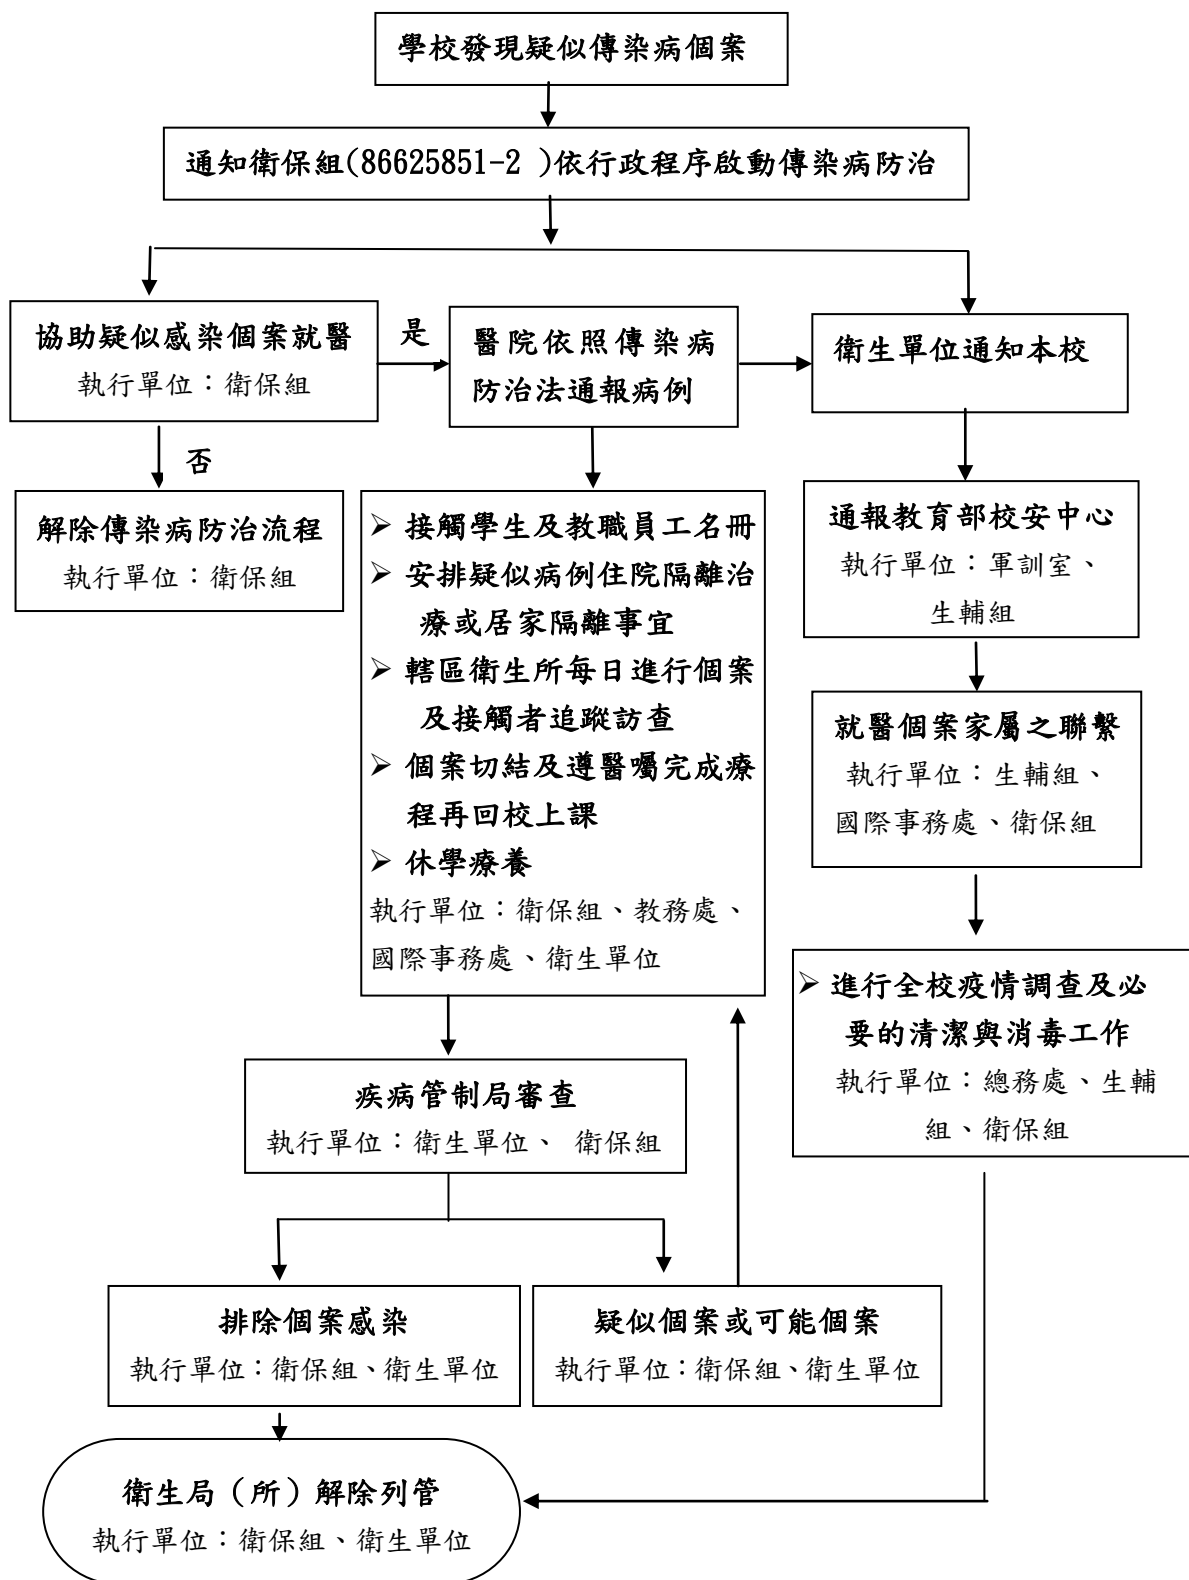 學校發現疑似傳染病個案
通知衛保組(86625851-2 )依行政程序啟動傳染病防治
協助疑似感染個案就醫
執行單位：衛保組
是
醫院依照傳染病
防治法通報病例
衛生單位通知本校
否
解除傳染病防治流程
執行單位：衛保組
➢ 接觸學生及教職員工名冊
➢ 安排疑似病例住院隔離治
療或居家隔離事宜
➢ 轄區衛生所每日進行個案
及接觸者追蹤訪查
➢ 個案切結及遵醫囑完成療
程再回校上課
➢ 休學療養
執行單位：衛保組、教務處、
國際事務處、衛生單位
通報教育部校安中心
執行單位：軍訓室、
生輔組
就醫個案家屬之聯繫
執行單位：生輔組、
國際事務處、衛保組
➢ 進行全校疫情調查及必
要的清潔與消毒工作
執行單位：總務處、生輔
組、衛保組
疾病管制局審查
執行單位：衛生單位、 衛保組
排除個案感染
執行單位：衛保組、衛生單位
疑似個案或可能個案
執行單位：衛保組、衛生單位
衛生局（所）解除列管
執行單位：衛保組、衛生單位